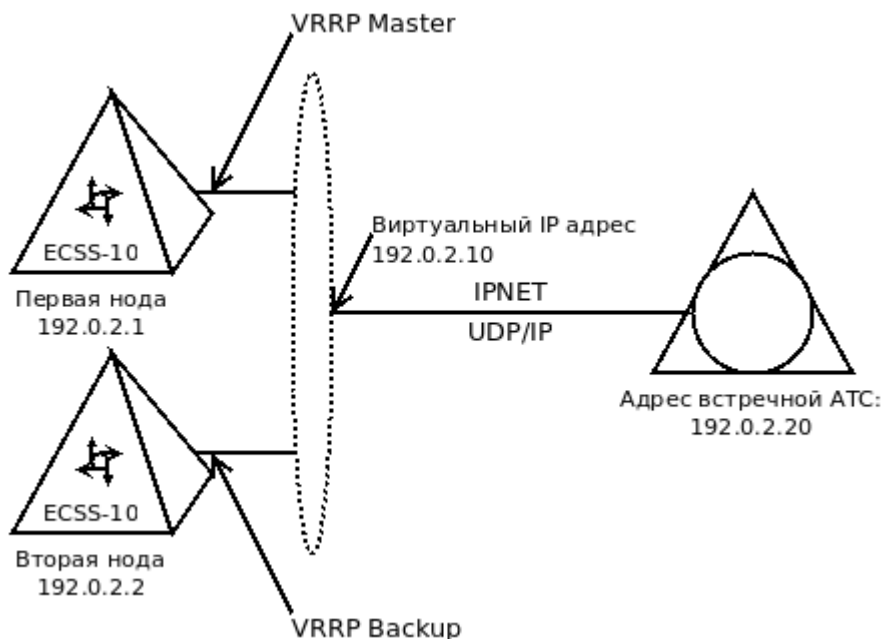 VRRP Master
ECSS-10
Первая нода
192.0.2.1
Виртуальный IP адрес
192.0.2.10
IPNET
UDP/IP
Адрес встречной АТС:
192.0.2.20
ECSS-10
Вторая нода
192.0.2.2
VRRP Backup